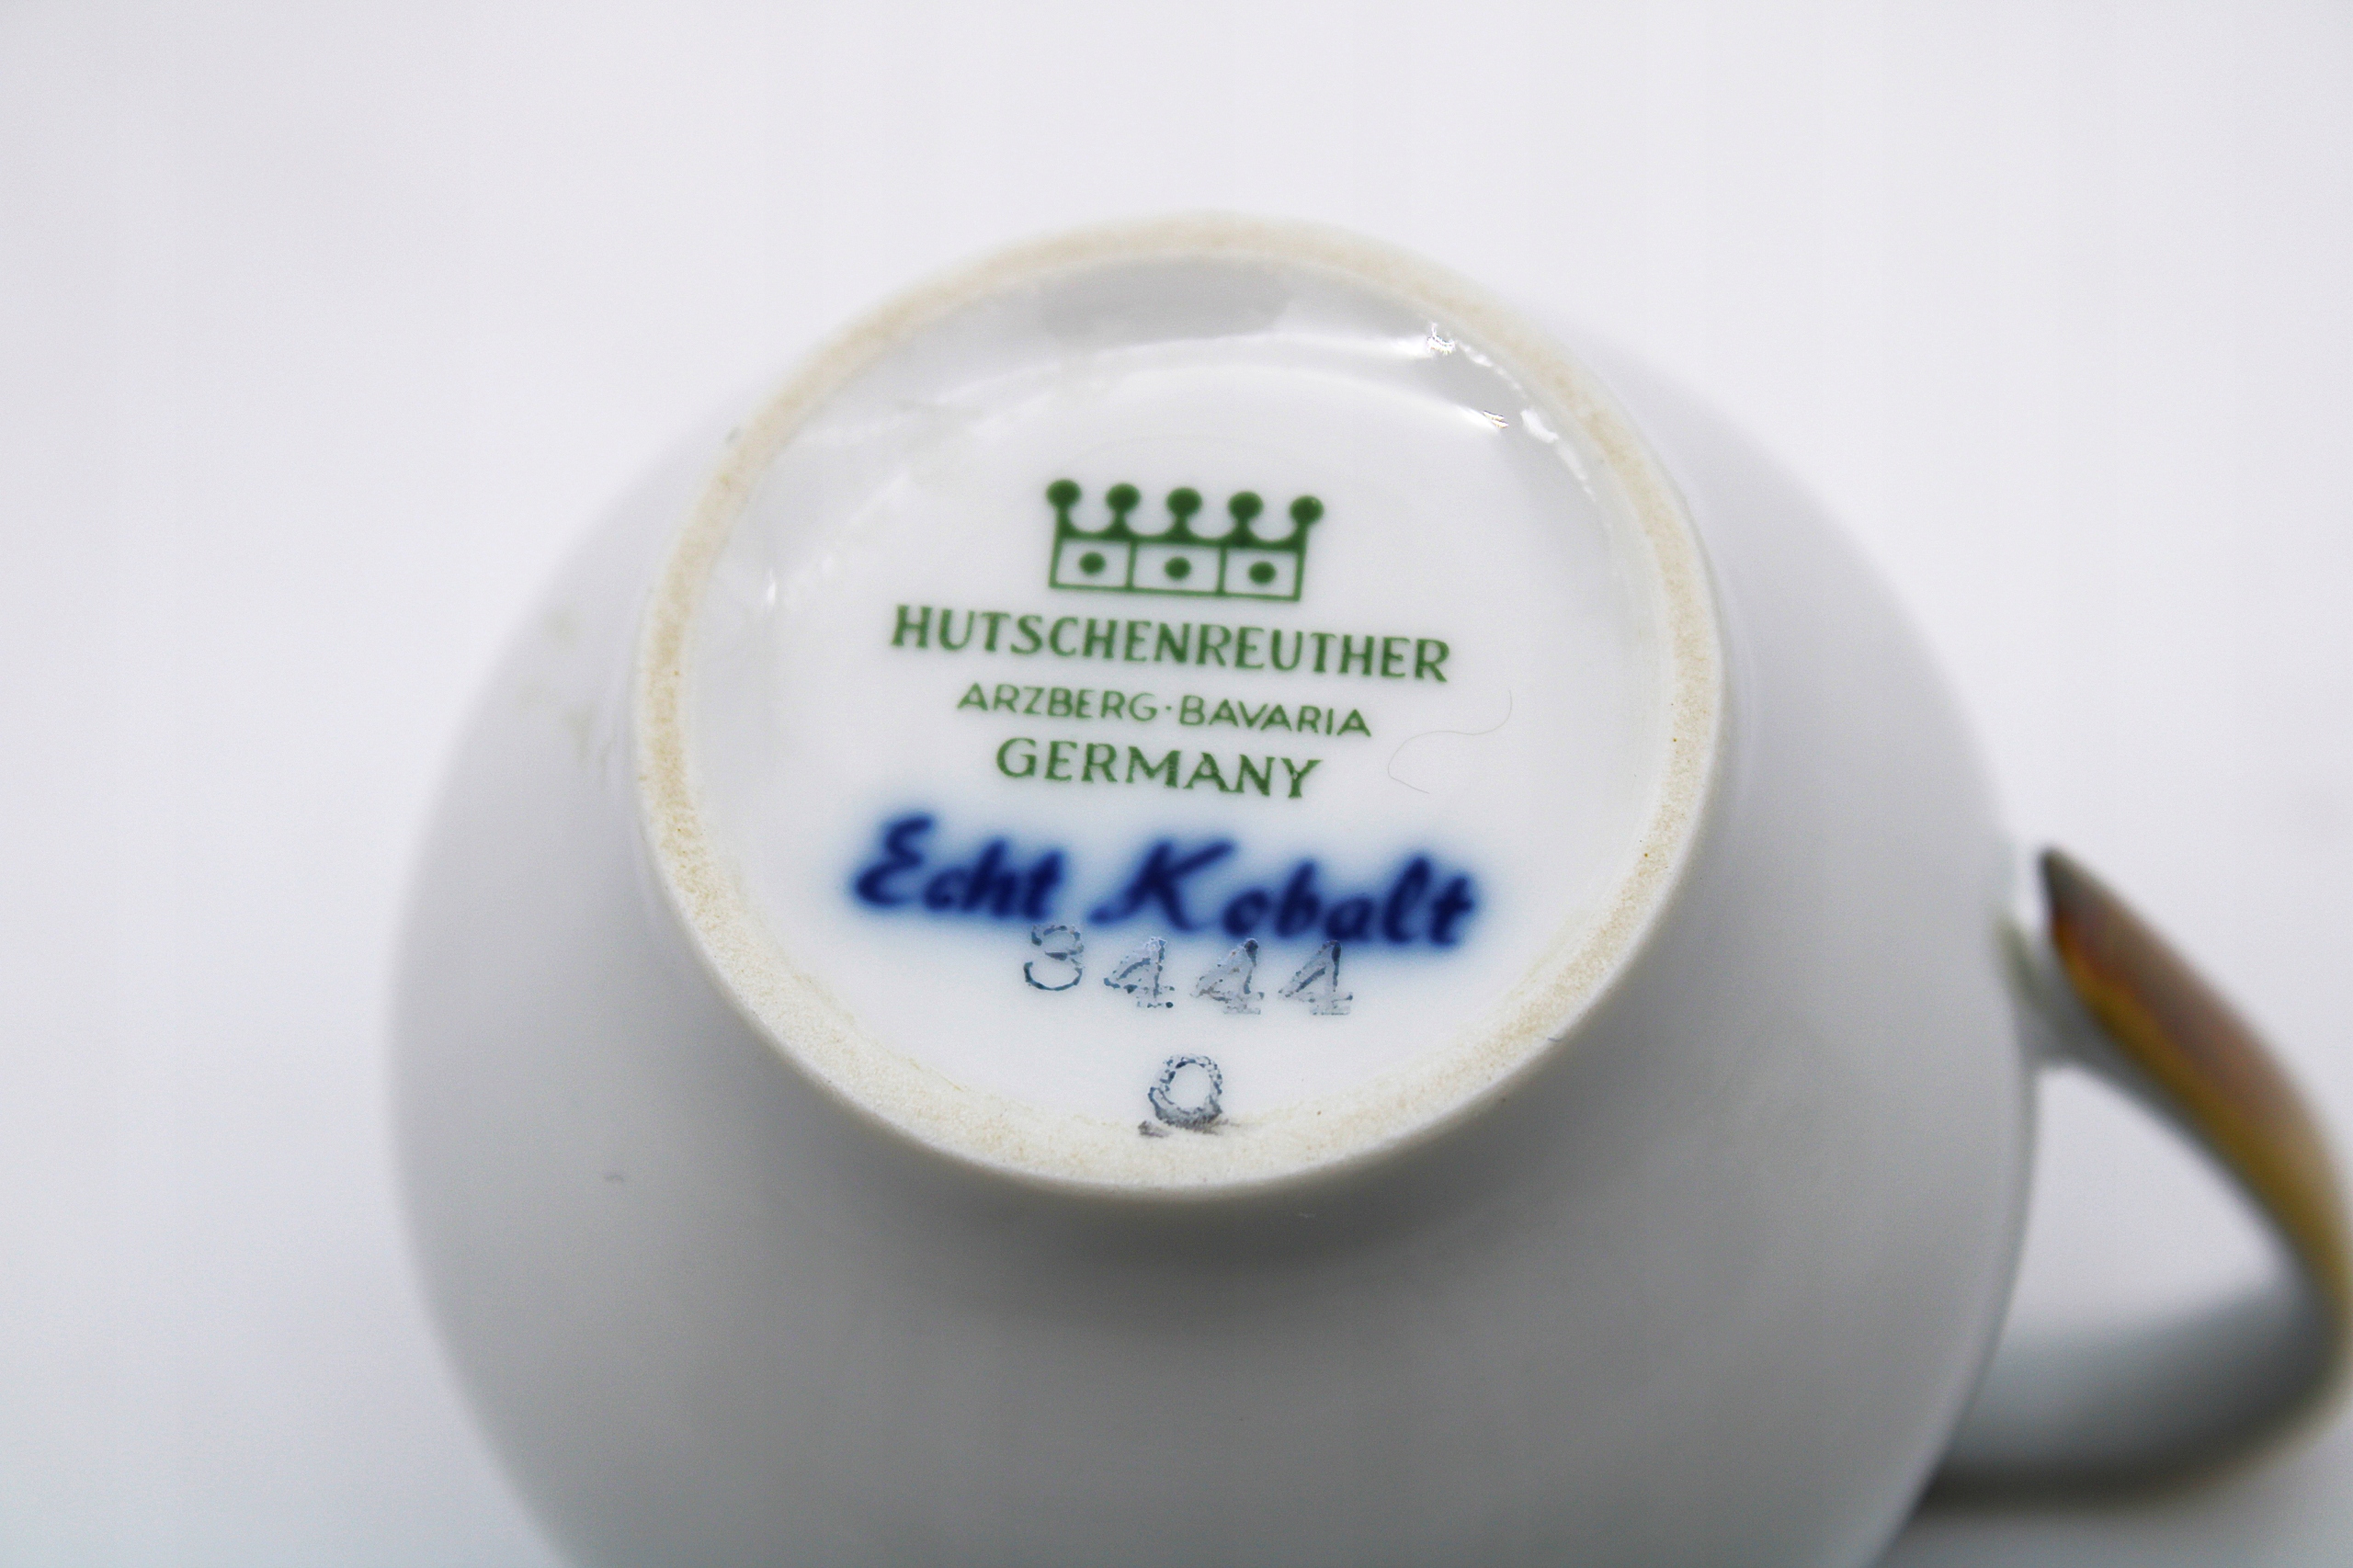 HUTSCHENREUTHER
ARZBERG·BAVARIA
GERMANY
Echt Kobalt
3444
O